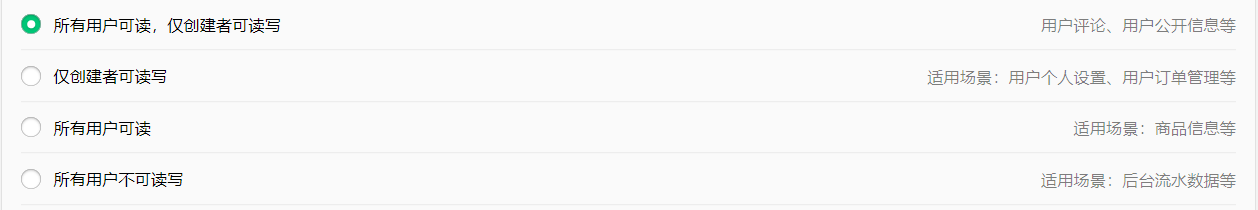 所有用户可读，仅创建者可读写 用户评论、用户公开信息等
仅创建者可读写 适用场景：用户个人设置、用户订单管理等
所有用户可读 适用场景：商品信息等
所有用户不可读写 适用场景：后台流水数据等